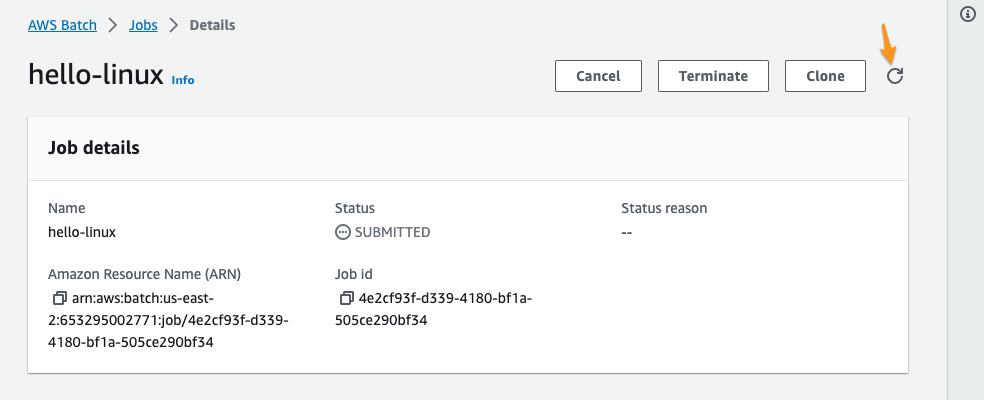 AWS Batch > Jobs > Details
hello-linux Info
Cancel Terminate Clone
Job details
Name Status Status reason
hello-linux SUBMITTED --
Amazon Resource Name (ARN) Job id
arn:aws:batch:us-east- 4e2cf93f-d339-4180-bf1a-
2:653295002771:job/4e2cf93f-d339- 505ce290bf34
4180-bf1a-505ce290bf34